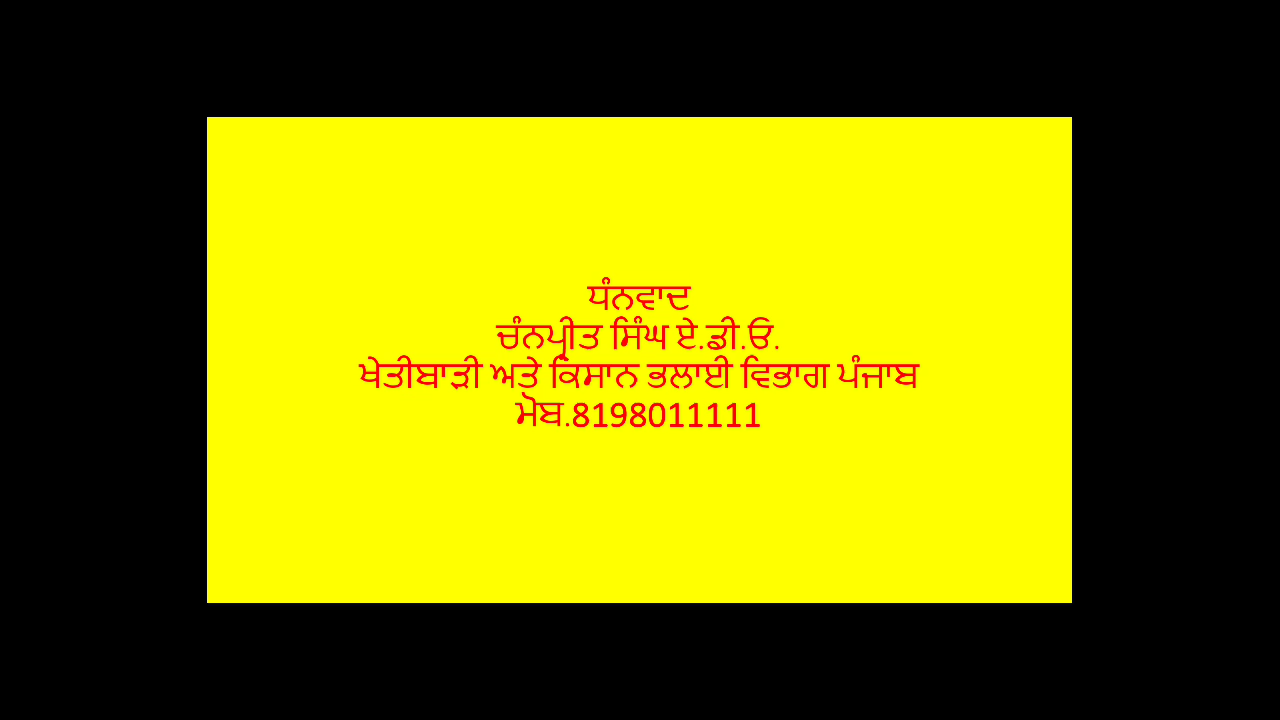 ਧੰਨਵਾਦ
ਚੰਨਪ੍ਰੀਤ ਸਿੰਘ ਏ.ਡੀ.ਓ.
ਖੇਤੀਬਾੜੀ ਅਤੇ ਕਿਸਾਨ ਭਲਾਈ ਵਿਭਾਗ ਪੰਜਾਬ
ਮੋਬ.8198011111